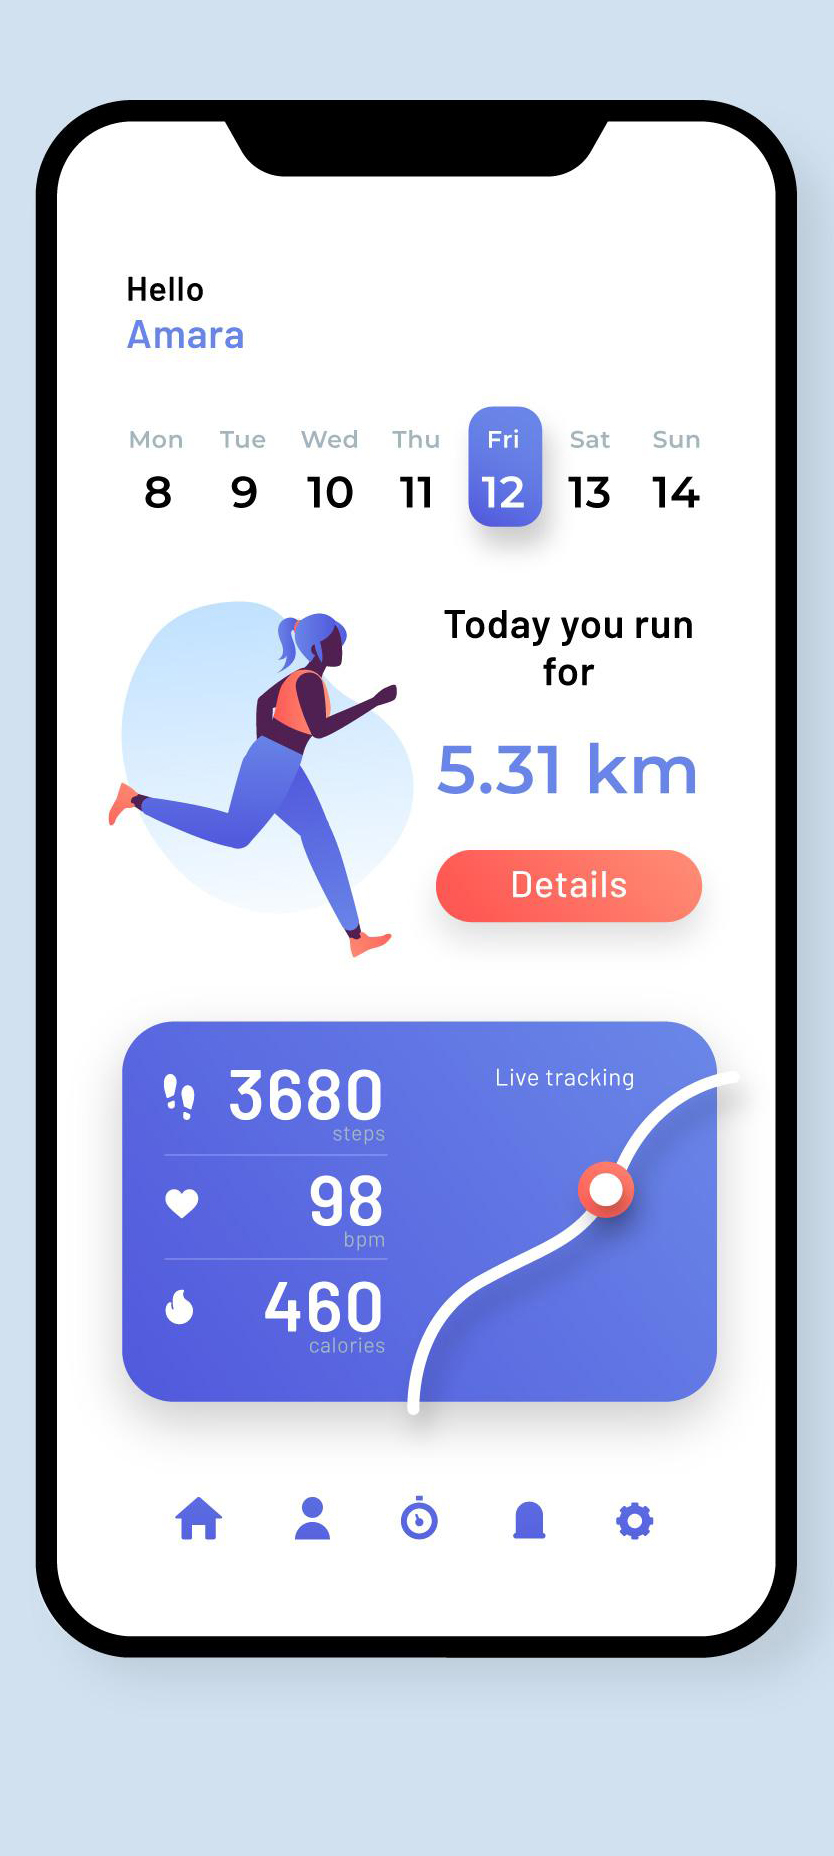 Hello
Amara
Mon Tue Wed Thu Fri Sat Sun
8 9 10 11 12 13 14
Today you run
for
5.31 km
Details
Live tracking
3680
steps
98
bpm
460
calories